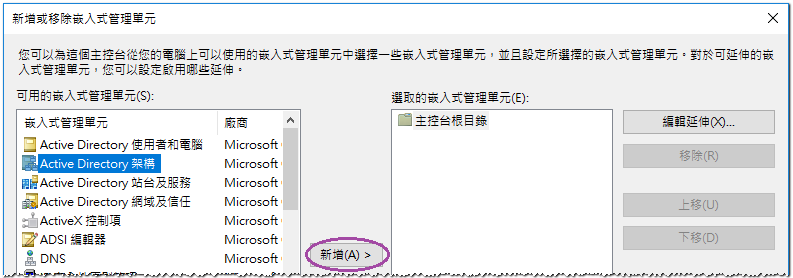 新增或移除嵌入式管理單元
您可以為這個主控台從您的電腦上可以使用的嵌入式管理單元中選擇一些嵌入式管理單元，並且設定所選擇的嵌入式管理單元。對於可延伸的嵌
入式管理單元，您可以設定啟用哪些延伸。
可用的嵌入式管理單元(S):
嵌入式管理單元 廠商
Active Directory 使用者和電腦 Microsoft
Active Directory 架構 Microsoft
Active Directory 站台及服務 Microsoft
Active Directory 網域及信任 Microsoft
ActiveX 控制項 Microsoft
ADSI 編輯器 Microsoft
DNS Microsoft
新增(A) >
選取的嵌入式管理單元(E):
主控台根目錄
編輯延伸(X)...
移除(R)
上移(U)
下移(D)